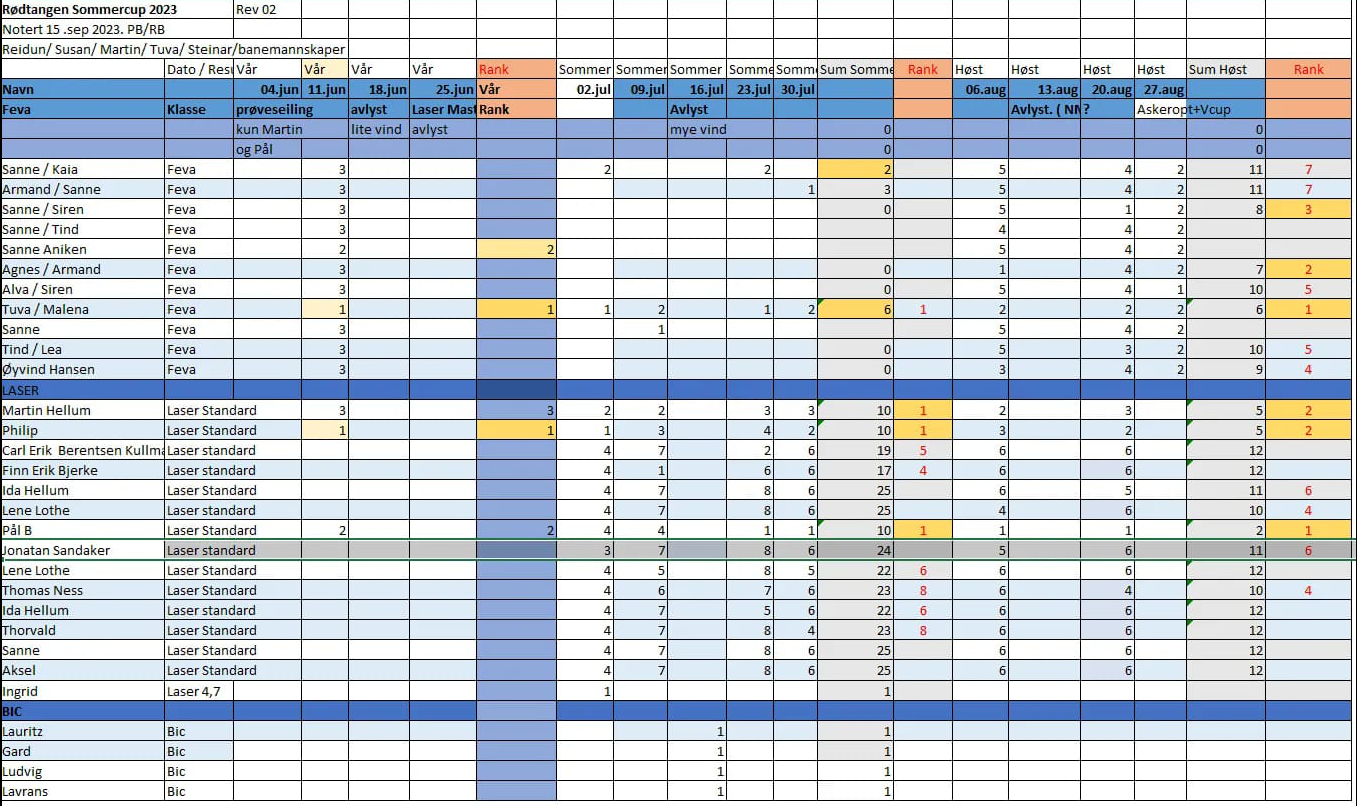 Rødtangen Sommercup 2023 Rev 02
Notert 15 .sep 2023. PB/RB
Reidun/ Susan/ Martin/ Tuva/ Steinar/banemannskaper
Dato / Resu Vår Vår Vår Vår Rank Sommer Sommer Sommer Somme Somm Sum Somme Rank Høst Høst Høst Høst Sum Høst Rank
Navn 04.jun 11.jun 18.jun 25.jun Vår 02.jul 09.jul 16.jul 23.jul 30.jul 06.aug 13.aug 20.aug 27.aug
Feva Klasse prøveseiling avlyst Laser Mast Rank Avlyst Avlyst. ( NM ? Askeropt+Vcup
kun Martin lite vind avlyst mye vind 0 0
og Pål 0 0
Sanne / Kaia Feva 3 2 2 2 5 4 2 11 7
Armand / Sanne Feva 3 1 3 5 4 2 11 7
Sanne / Siren Feva 3 0 5 1 2 8 3
Sanne / Tind Feva 3 4 4 2
Sanne Aniken Feva 2 2 5 4 2
Agnes / Armand Feva 3 0 1 4 2 7 2
Alva / Siren Feva 3 0 5 4 1 10 5
Tuva / Malena Feva 1 1 1 2 1 2 6 1 2 2 2 6 1
Sanne Feva 3 1 5 4 2
Tind / Lea Feva 3 0 5 3 2 10 5
Øyvind Hansen Feva 3 0 3 4 2 9 4
LASER
Martin Hellum Laser Standard 3 3 2 2 3 3 10 1 2 3 5 2
Philip Laser Standard 1 1 1 3 4 2 10 1 3 2 5 2
Carl Erik Berentsen Kullma Laser standard 4 7 2 6 19 5 6 6 12
Finn Erik Bjerke Laser Standard 4 1 6 6 17 4 6 6 12
Ida Hellum Laser Standard 4 7 8 6 25 6 5 11 6
Lene Lothe Laser Standard 4 7 8 6 25 4 6 10 4
Pål B Laser Standard 2 2 4 4 1 1 10 1 1 1 2 1
Jonatan Sandaker Laser standard 3 7 8 6 24 5 6 11 6
Lene Lothe Laser Standard 4 5 8 5 22 6 6 6 12
Thomas Ness Laser Standard 4 6 7 6 23 8 6 4 10 4
Ida Hellum Laser Standard 4 7 5 6 22 6 6 6 12
Thorvald Laser Standard 4 7 8 4 23 8 6 6 12
Sanne Laser Standard 4 7 8 6 25 6 6 12
Aksel Laser Standard 4 7 8 6 25 6 6 12
Ingrid Laser 4,7 1 1
BIC
Lauritz Bic 1 1
Gard Bic 1 1
Ludvig Bic 1 1
Lavrans Bic 1 1